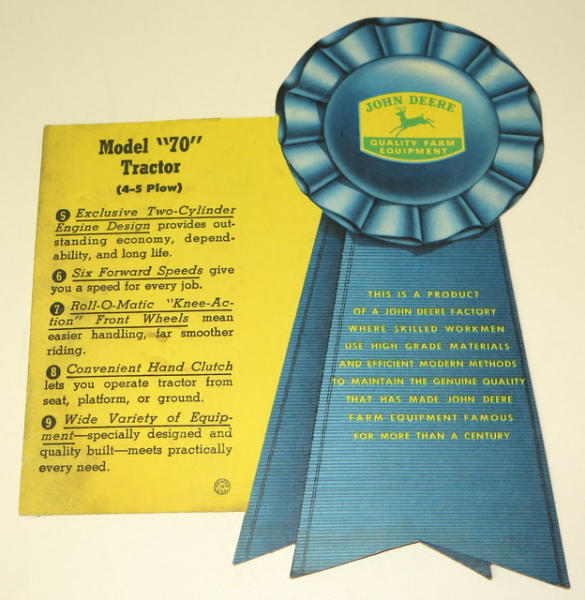 Model "70"
Tractor
(4-5 Plow)
5 Exclusive Two-Cylinder
Engine Design provides out-
standing economy, depend-
ability, and long life.
6 Six Forward Speeds give
you a speed for every job.
7 Roll-O-Matic "Knee-Ac-
tion" Front Wheels mean
easier handling, far smoother
riding.
8 Convenient Hand Clutch
lets you operate tractor from
seat, platform, or ground.
9 Wide Variety of Equip-
ment—specially designed and
quality built—meets practically
every need.
JOHN DEERE
QUALITY FARM
EQUIPMENT
THIS IS A PRODUCT
OF A JOHN DEERE FACTORY
WHERE SKILLED WORKMEN
USE HIGH GRADE MATERIALS
AND EFFICIENT MODERN METHODS
TO MAINTAIN THE GENUINE QUALITY
THAT HAS MADE JOHN DEERE
FARM EQUIPMENT FAMOUS
FOR MORE THAN A CENTURY